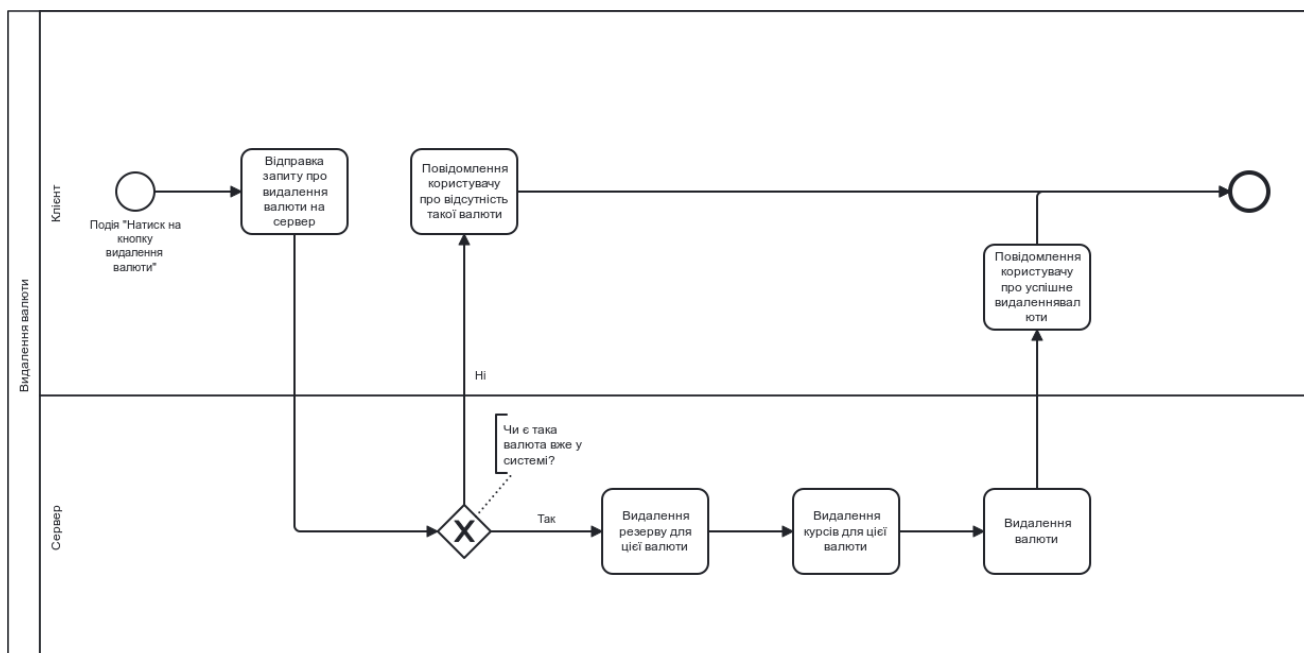 Видалення валюти
Клієнт
Подія "Натиск на
кнопку
видалення
валюти"
Відправка
запиту про
видалення
валюти на
сервер
Повідомлення
користувачу
про відсутність
такої валюти
Повідомлення
користувачу
про успішне
видаленнявал
юти
Ні
Сервер
Чи є така
валюта вже у
системі?
X
Так
Видалення
резерву для
цієї валюти
Видалення
курсів для цієї
валюти
Видалення
валюти